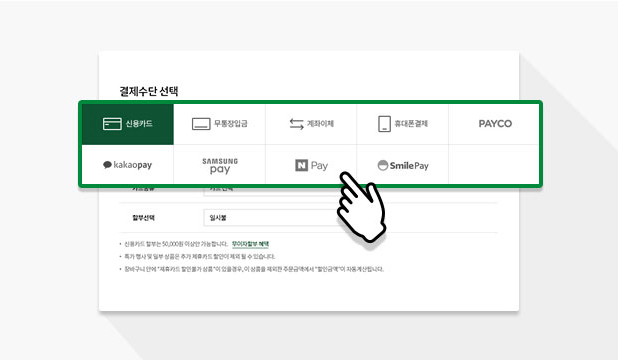 결제수단 선택
신용카드 무통장입금 계좌이체 휴대폰결제 PAYCO
kakaopay SAMSUNG pay N Pay SmilePay
할부선택 일시불
• 신용카드 할부는 50,000원 이상만 가능합니다. 무이자할부 혜택
• 특가 행사 및 일부 상품은 추가 제휴카드 할인이 제외 될 수 있습니다.
• 장바구니 안에 "제휴카드 할인불가 상품"이 있을경우, 이 상품을 제외한 주문금액에서 "할인금액"이 자동계산됩니다.